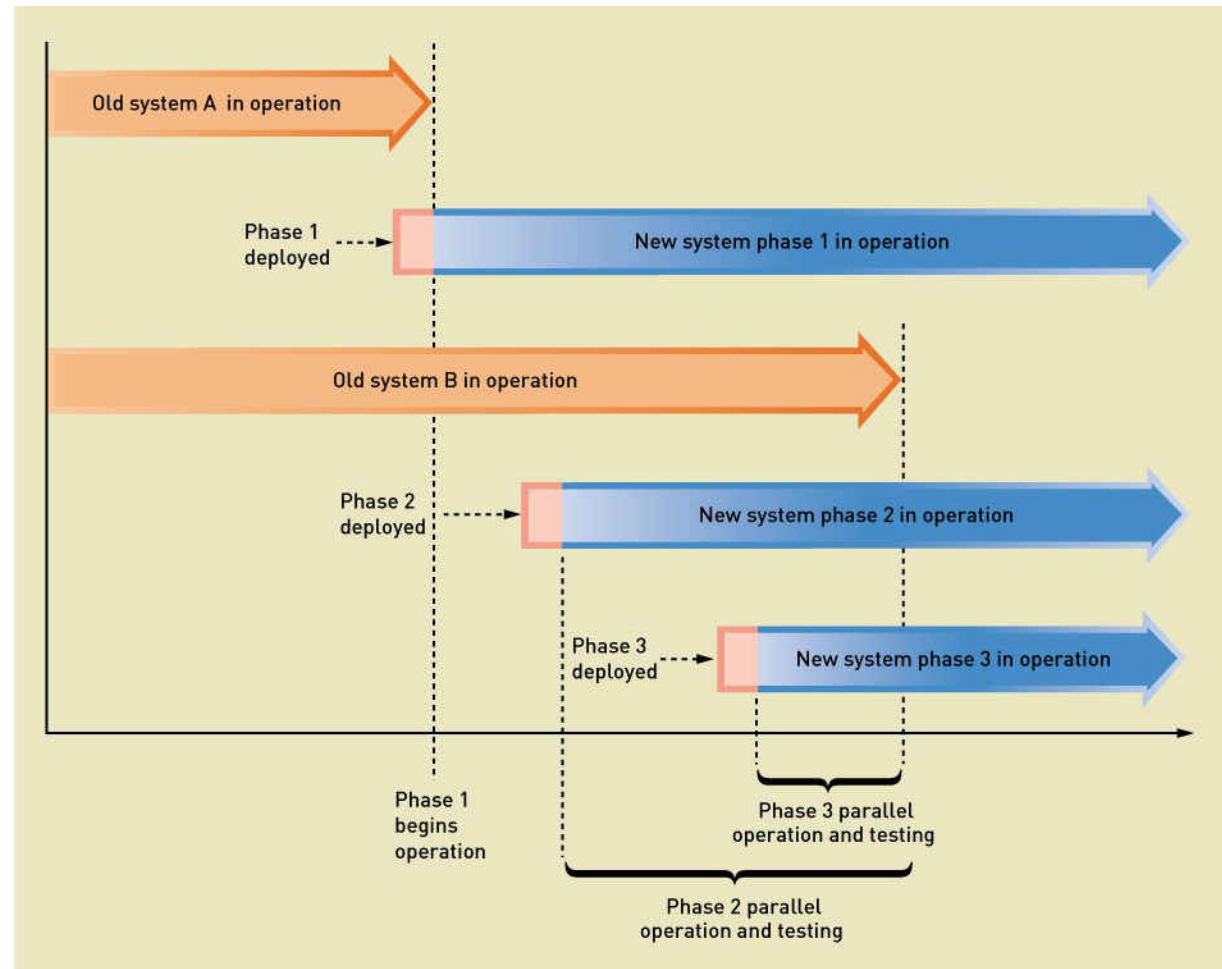 Old system A in operation
Phase 1
deployed
New system phase 1 in operation
Old system B in operation
Phase 2
deployed
New system phase 2 in operation
Phase 3
deployed
New system phase 3 in operation
Phase 1
begins
operation
Phase 3 parallel
operation and testing
Phase 2 parallel
operation and testing